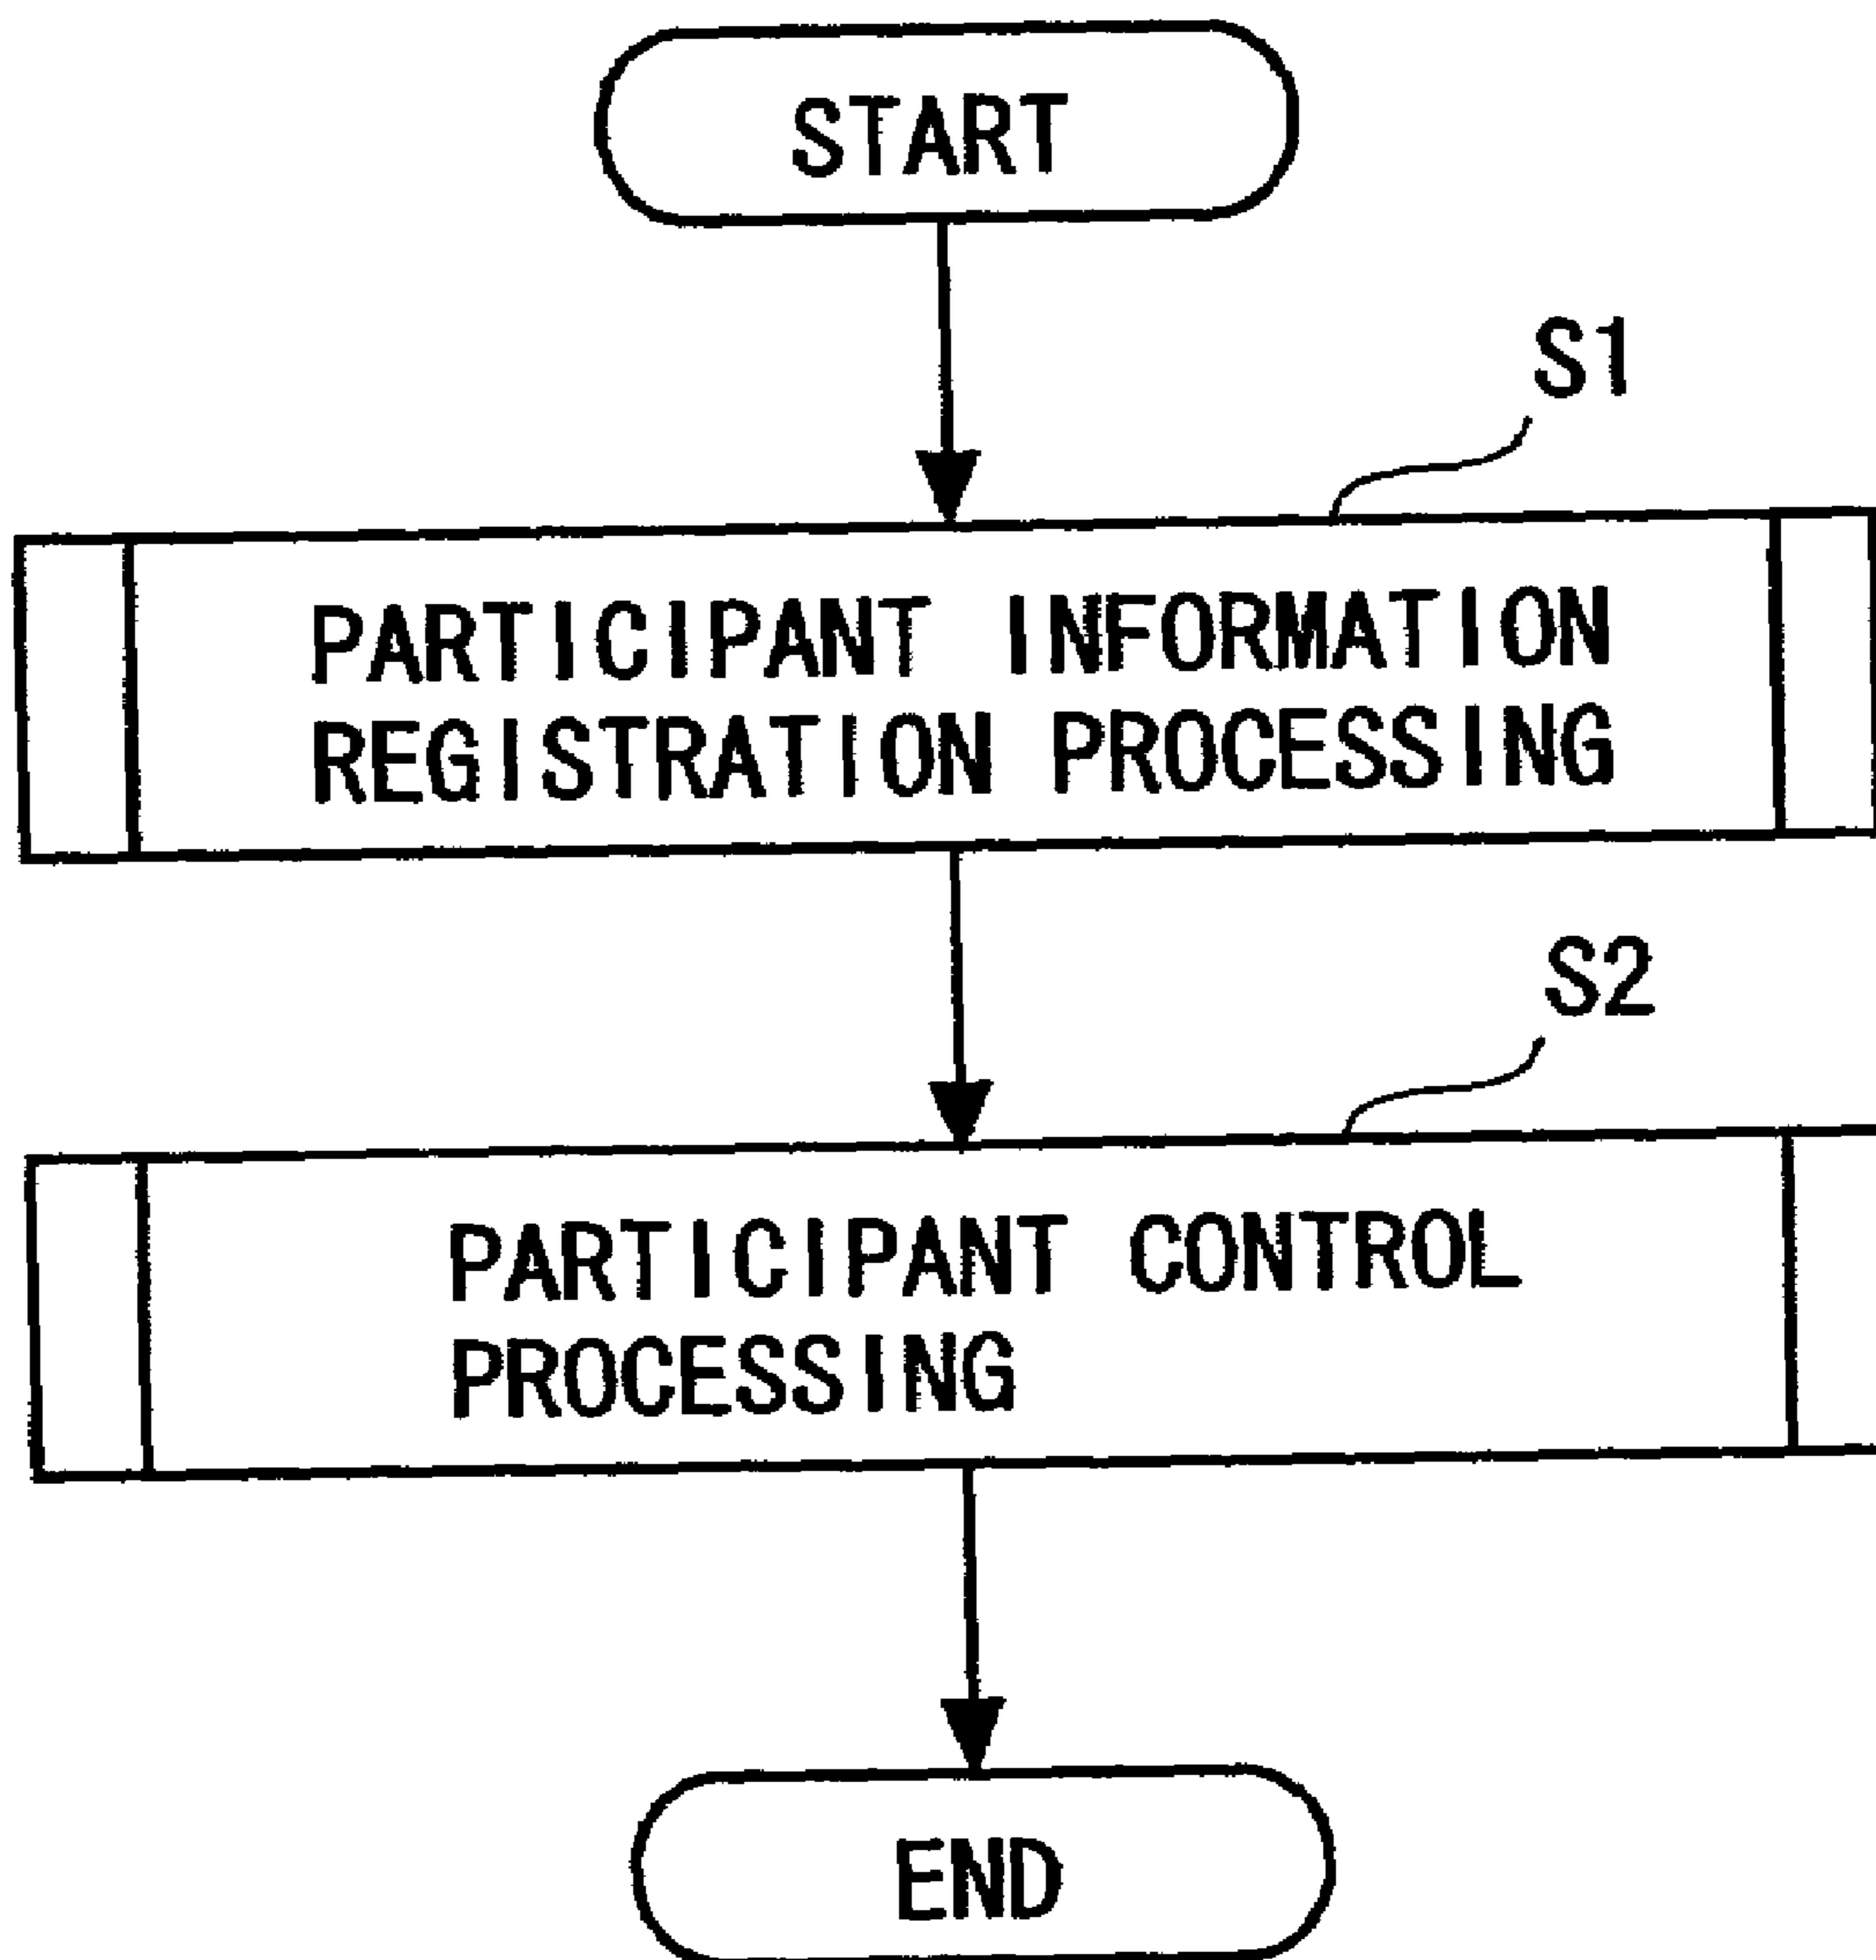 START
S1
PARTICIPANT INFORMATION
REGISTRATION PROCESSING
S2
PARTICIPANT CONTROL
PROCESSING
END